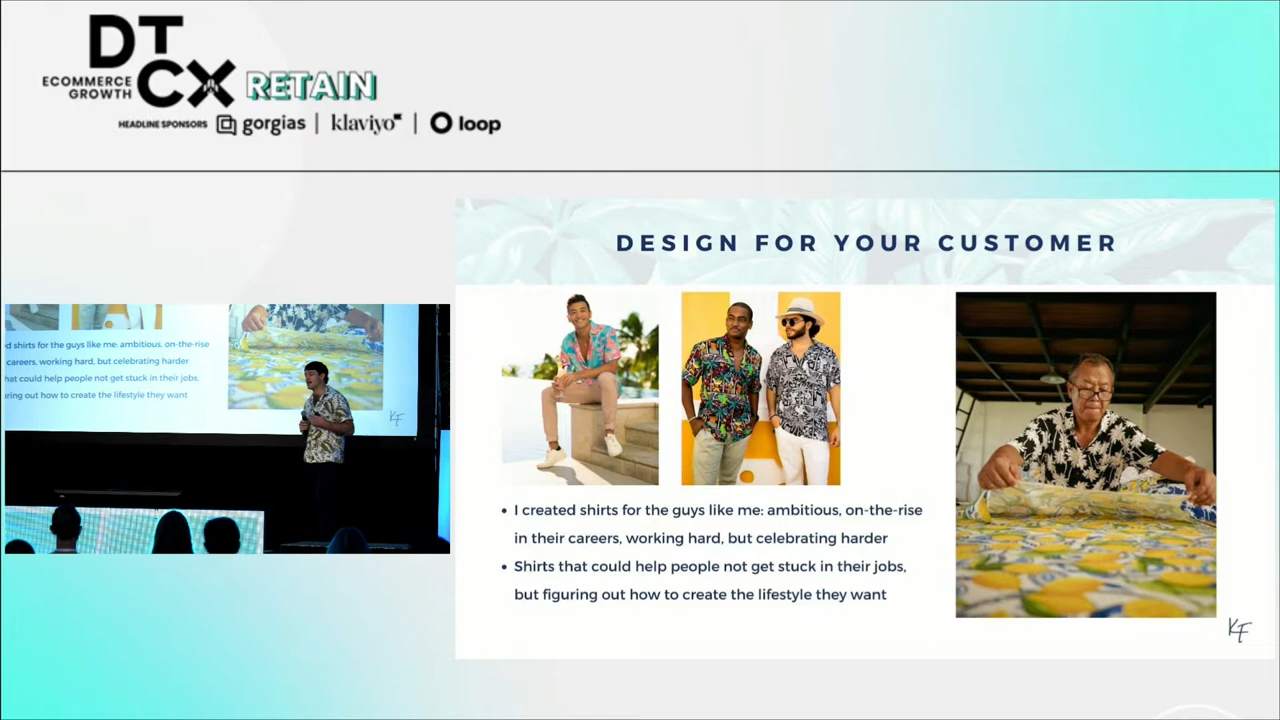 DT
ECOMMERCE
GROWTH
CX
RETAIN
HEADLINE SPONSORS gorgias | klaviyo | loop
DESIGN FOR YOUR CUSTOMER
• I created shirts for the guys like me: ambitious, on-the-rise
in their careers, working hard, but celebrating harder
• Shirts that could help people not get stuck in their jobs,
but figuring out how to create the lifestyle they want
KF
d shirts for the guys like me: ambitious, on-the-rise
careers, working hard, but celebrating harder
hat could help people not get stuck in their jobs,
ring out how to create the lifestyle they want
KF